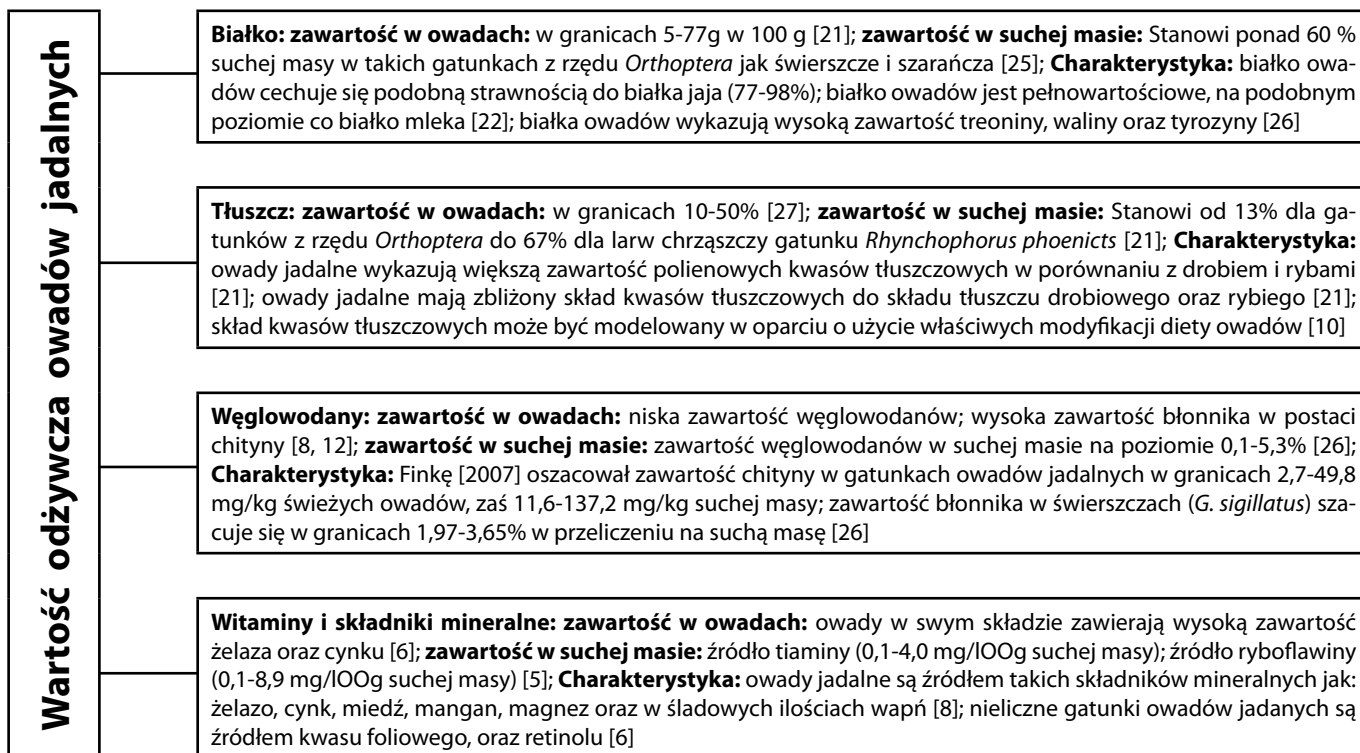 Wartość odżywcza owadów jadalnych
Białko: zawartość w owadach: w granicach 5-77g w 100 g [21]; zawartość w suchej masie: Stanowi ponad 60 %
suchej masy w takich gatunkach z rzędu Orthoptera jak świerszcze i szarańcza [25]; Charakterystyka: białko owa-
dów cechuje się podobną strawnością do białka jaja (77-98%); białko owadów jest pełnowartościowe, na podobnym
poziomie co białko mleka [22]; białka owadów wykazują wysoką zawartość treoniny, waliny oraz tyrozyny [26]
Tłuszcz: zawartość w owadach: w granicach 10-50% [27]; zawartość w suchej masie: Stanowi od 13% dla ga-
tunków z rzędu Orthoptera do 67% dla larw chrząszczy gatunku Rhynchophorus phoenicts [21]; Charakterystyka:
owady jadalne wykazują większą zawartość polienowych kwasów tłuszczowych w porównaniu z drobiem i rybami
[21]; owady jadalne mają zbliżony skład kwasów tłuszczowych do składu tłuszczu drobiowego oraz rybiego [21];
skład kwasów tłuszczowych może być modelowany w oparciu o użycie właściwych modyfikacji diety owadów [10]
Węglowodany: zawartość w owadach: niska zawartość węglowodanów; wysoka zawartość błonnika w postaci
chityny [8, 12]; zawartość w suchej masie: zawartość węglowodanów w suchej masie na poziomie 0,1-5,3% [26];
Charakterystyka: Finkę [2007] oszacował zawartość chityny w gatunkach owadów jadalnych w granicach 2,7-49,8
mg/kg świeżych owadów, zaś 11,6-137,2 mg/kg suchej masy; zawartość błonnika w świerszczach (G. sigillatus) sza-
cuje się w granicach 1,97-3,65% w przeliczeniu na suchą masę [26]
Witaminy i składniki mineralne: zawartość w owadach: owady w swym składzie zawierają wysoką zawartość
żelaza oraz cynku [6]; zawartość w suchej masie: źródło tiaminy (0,1-4,0 mg/lOOg suchej masy); źródło ryboflawiny
(0,1-8,9 mg/lOOg suchej masy) [5]; Charakterystyka: owady jadalne są źródłem takich składników mineralnych jak:
żelazo, cynk, miedź, mangan, magnez oraz w śladowych ilościach wapń [8]; nieliczne gatunki owadów jadanych są
źródłem kwasu foliowego, oraz retinolu [6]